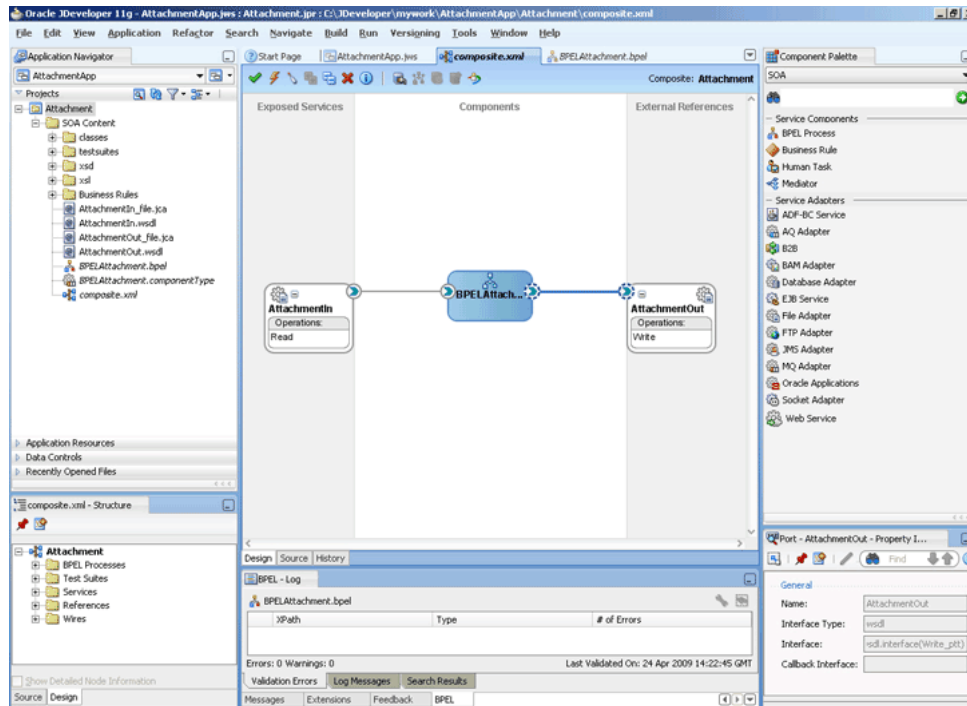 Oracle JDeveloper 11g - AttachmentApp.jws : Attachment.jpr : C:\JDeveloper\mywork\AttachmentApp\Attachment\composite.xml
File Edit View Application Refactor Search Navigate Build Run Versioning Tools Window Help
Application Navigator
AttachmentApp
Projects
Attachment
SOA Content
classes
testsuites
xsd
xsl
Business Rules
AttachmentIn_file.jca
AttachmentIn.wsdl
AttachmentOut_file.jca
AttachmentOut.wsdl
BPELAttachment.bpel
BPELAttachment.componentType
composite.xml
Application Resources
Data Controls
Recently Opened Files
composite.xml - Structure
Attachment
BPEL Processes
Test Suites
Services
References
Wires
Show Detailed Node Information
Source Design
Start Page AttachmentApp.jws composite.xml BPELAttachment.bpel
Composite: Attachment
Exposed Services Components External References
AttachmentIn
Operations:
Read
BPELAttach...
AttachmentOut
Operations:
Write
Design Source History
BPEL - Log
BPELAttachment.bpel
XPath Type # of Errors
Errors: 0 Warnings: 0 Last Validated On: 24 Apr 2009 14:22:45 GMT
Validation Errors Log Messages Search Results
Messages Extensions Feedback BPEL
Component Palette
SOA
Service Components
BPEL Process
Business Rule
Human Task
Mediator
Service Adapters
ADF-BC Service
AQ Adapter
B2B
BAM Adapter
Database Adapter
EJB Service
File Adapter
FTP Adapter
JMS Adapter
MQ Adapter
Oracle Applications
Socket Adapter
Web Service
Port - AttachmentOut - Property I...
Find
General
Name: AttachmentOut
Interface Type: wsdl
Interface: sdl.interface(Write_ptt)
Callback Interface: